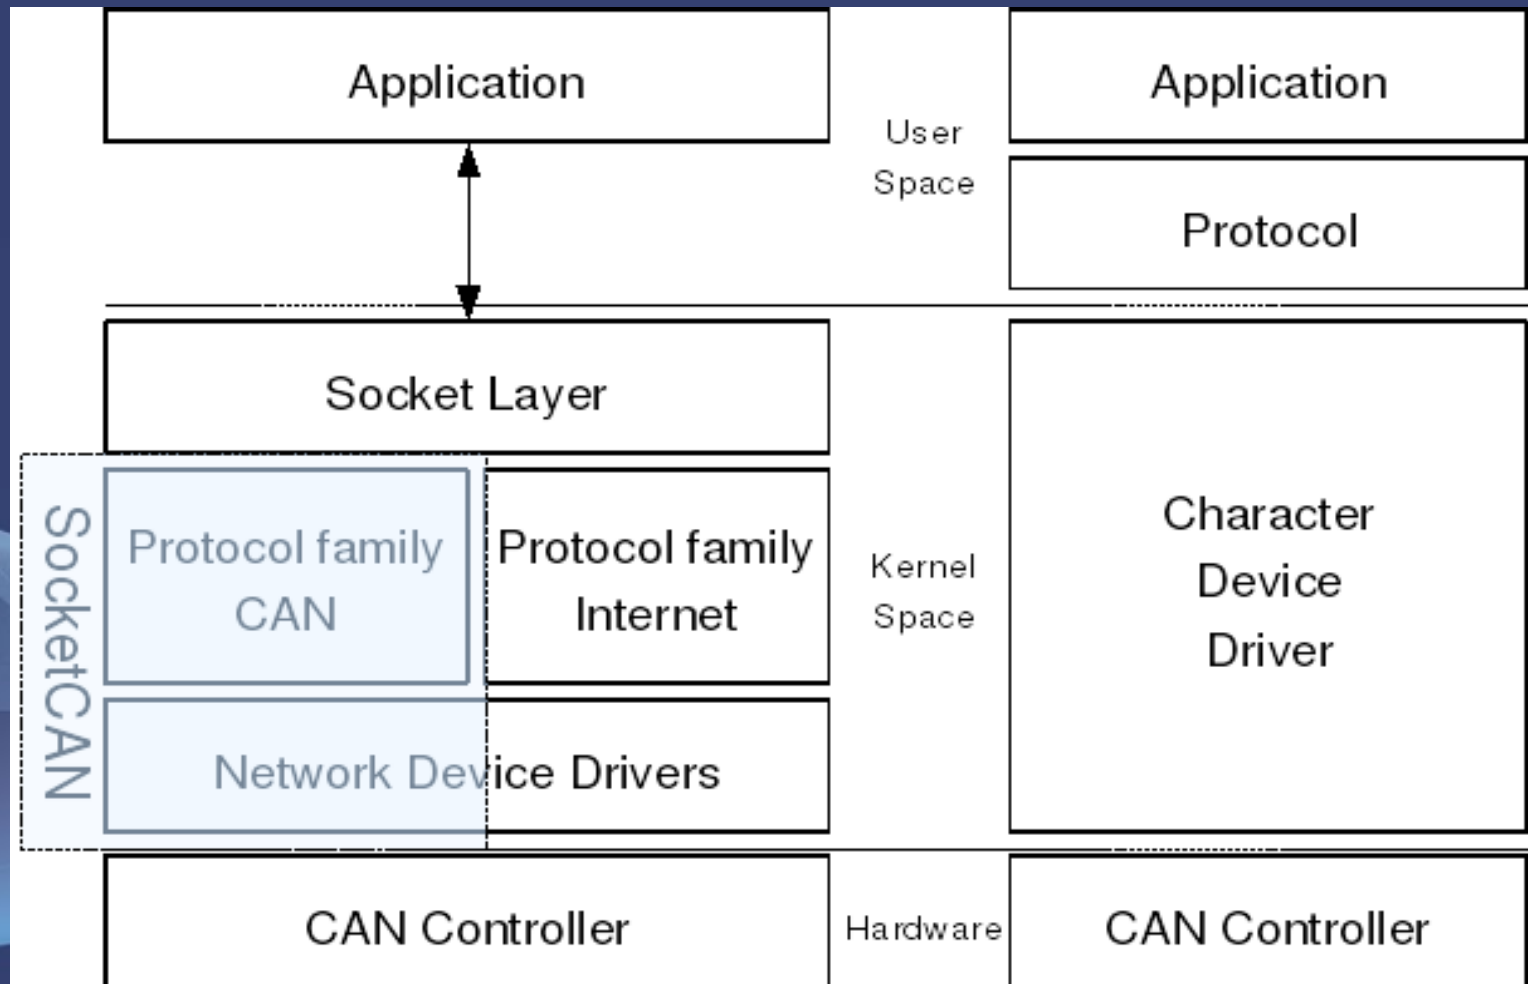 Application
User
Space
Application
Protocol
Socket Layer
SocketCAN
Protocol family
CAN
Protocol family
Internet
Network Device Drivers
Kernel
Space
Character
Device
Driver
CAN Controller
Hardware
CAN Controller